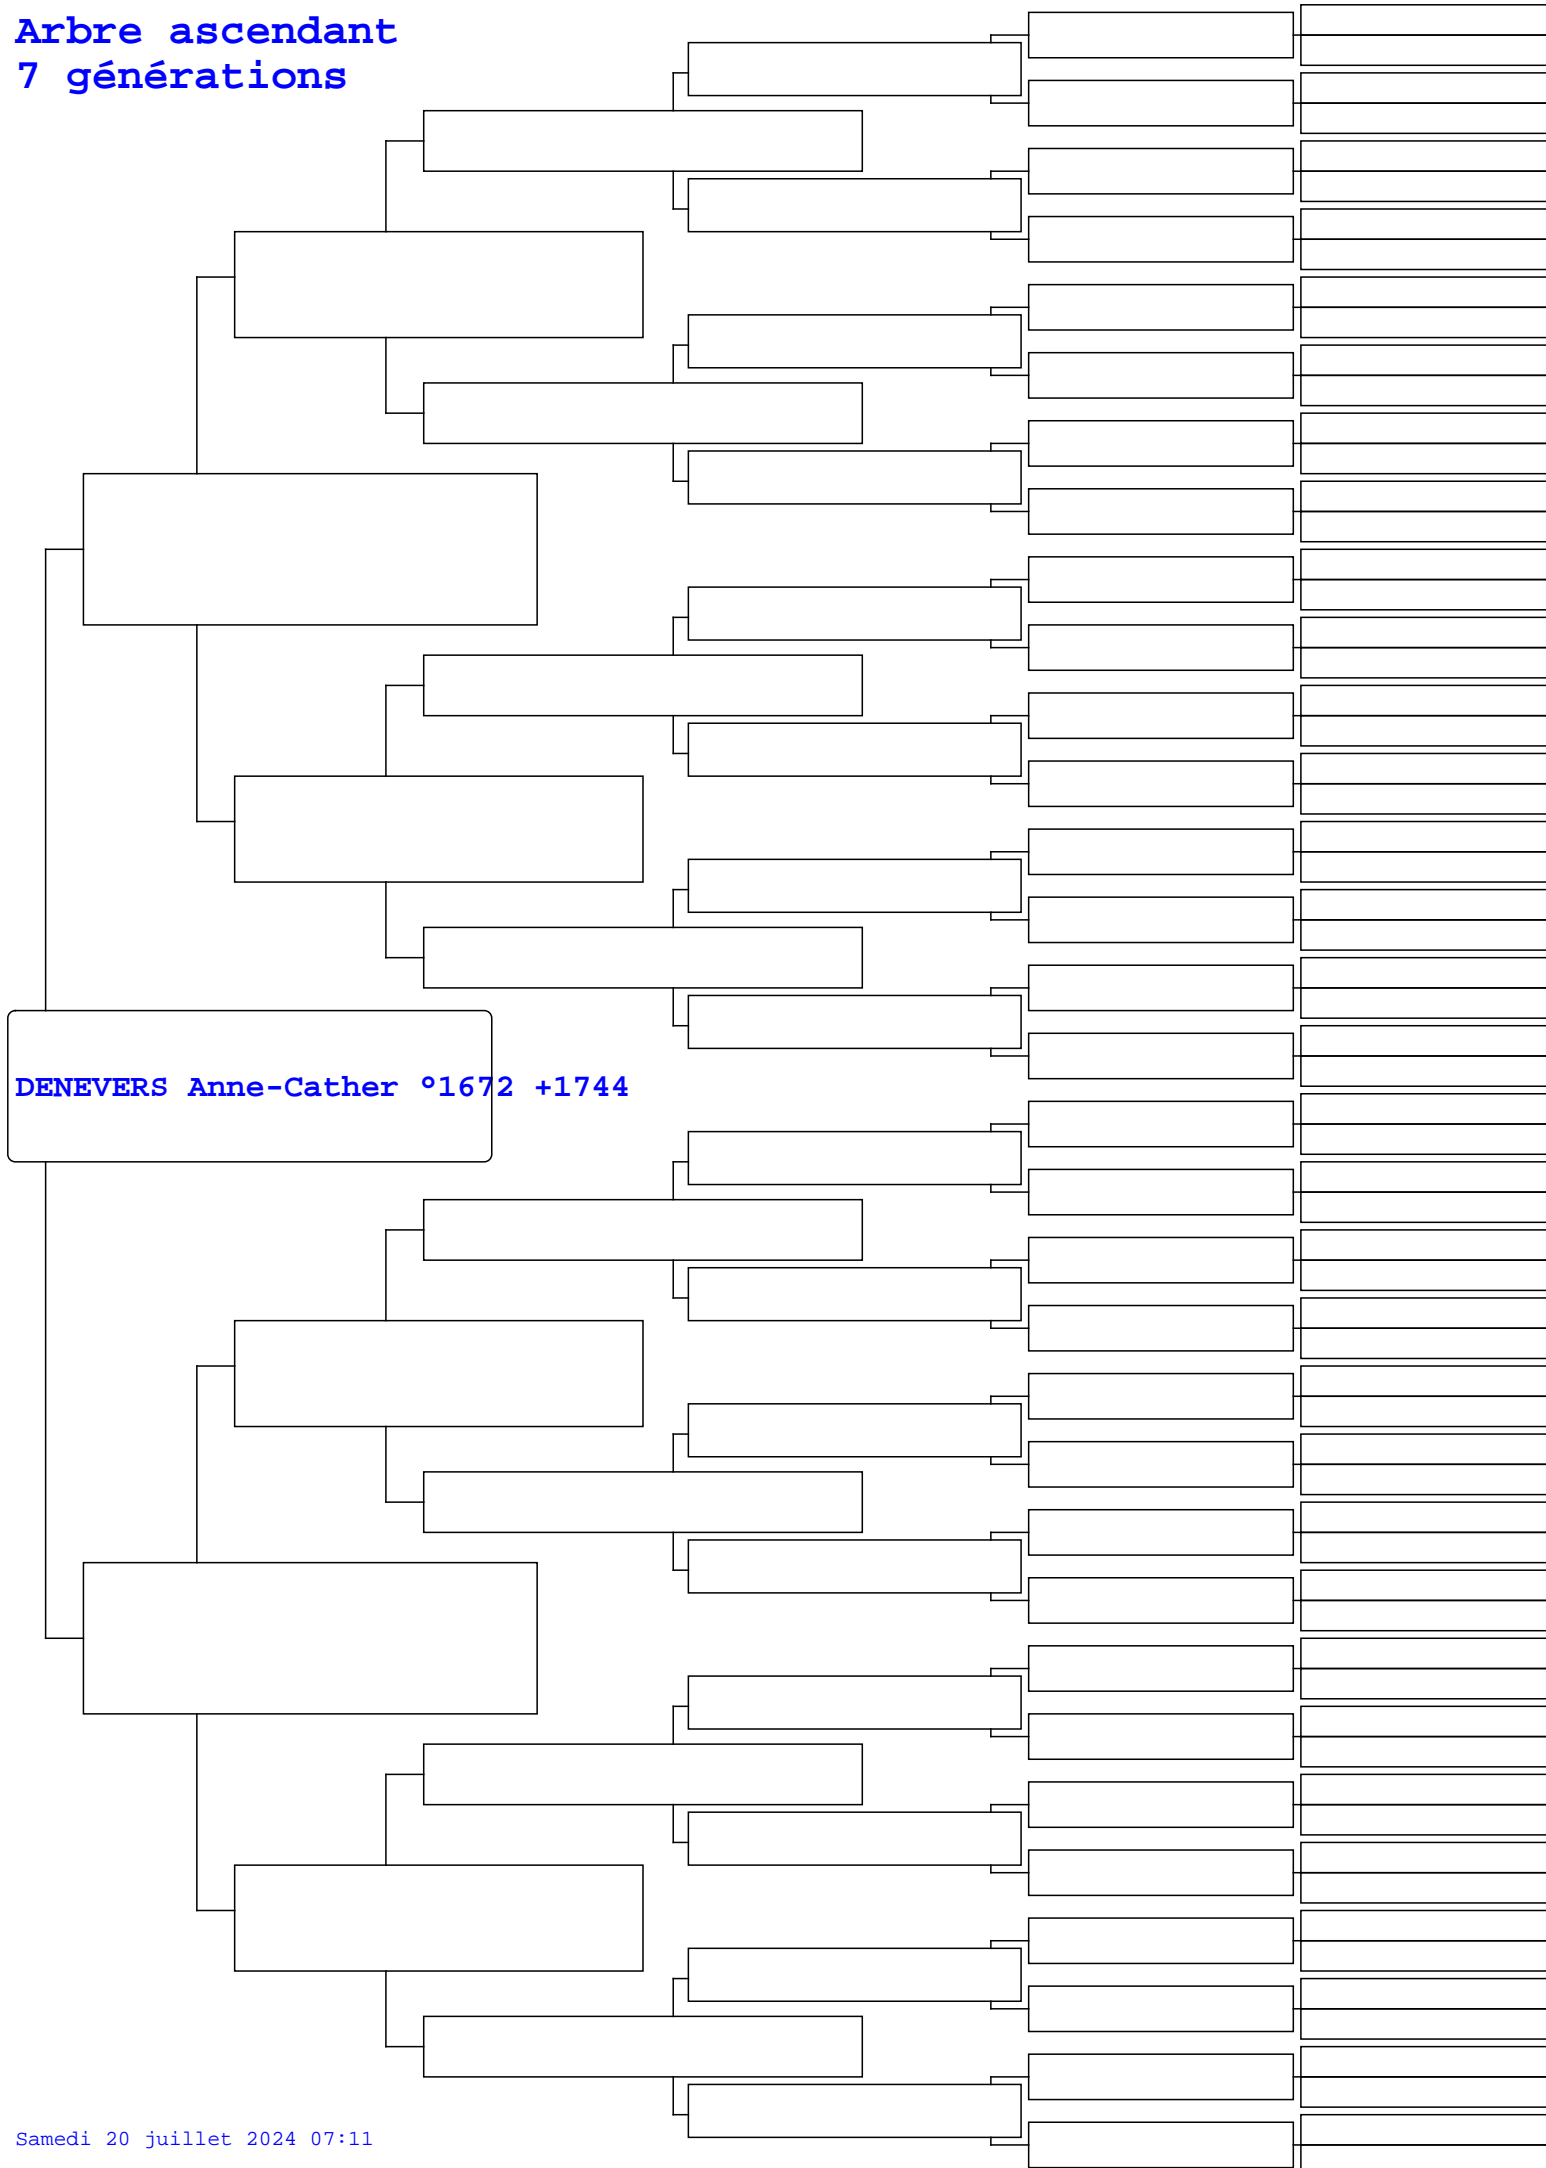 Arbre ascendant
7 générations
DENEVERS Anne-Cather °1672 +1744
Samedi 20 juillet 2024 07:11